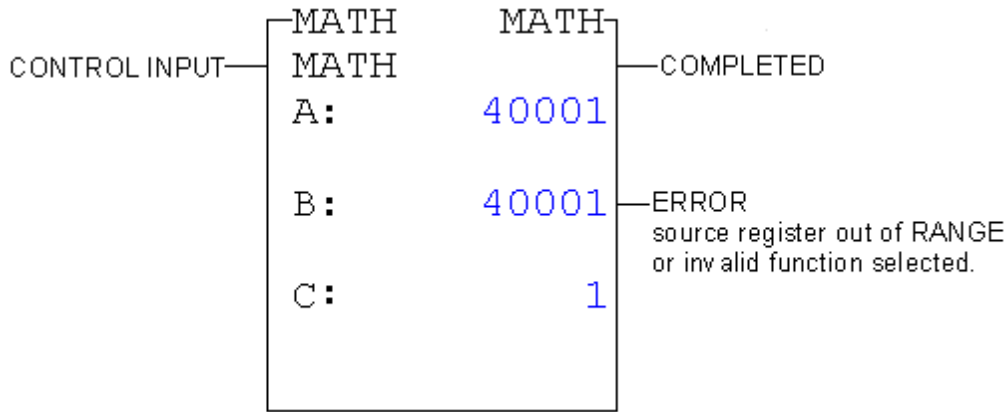 MATH MATH
CONTROL INPUT MATH COMPLETED
A: 40001
B: 40001 ERROR
source register out of RANGE
or invalid function selected.
C: 1